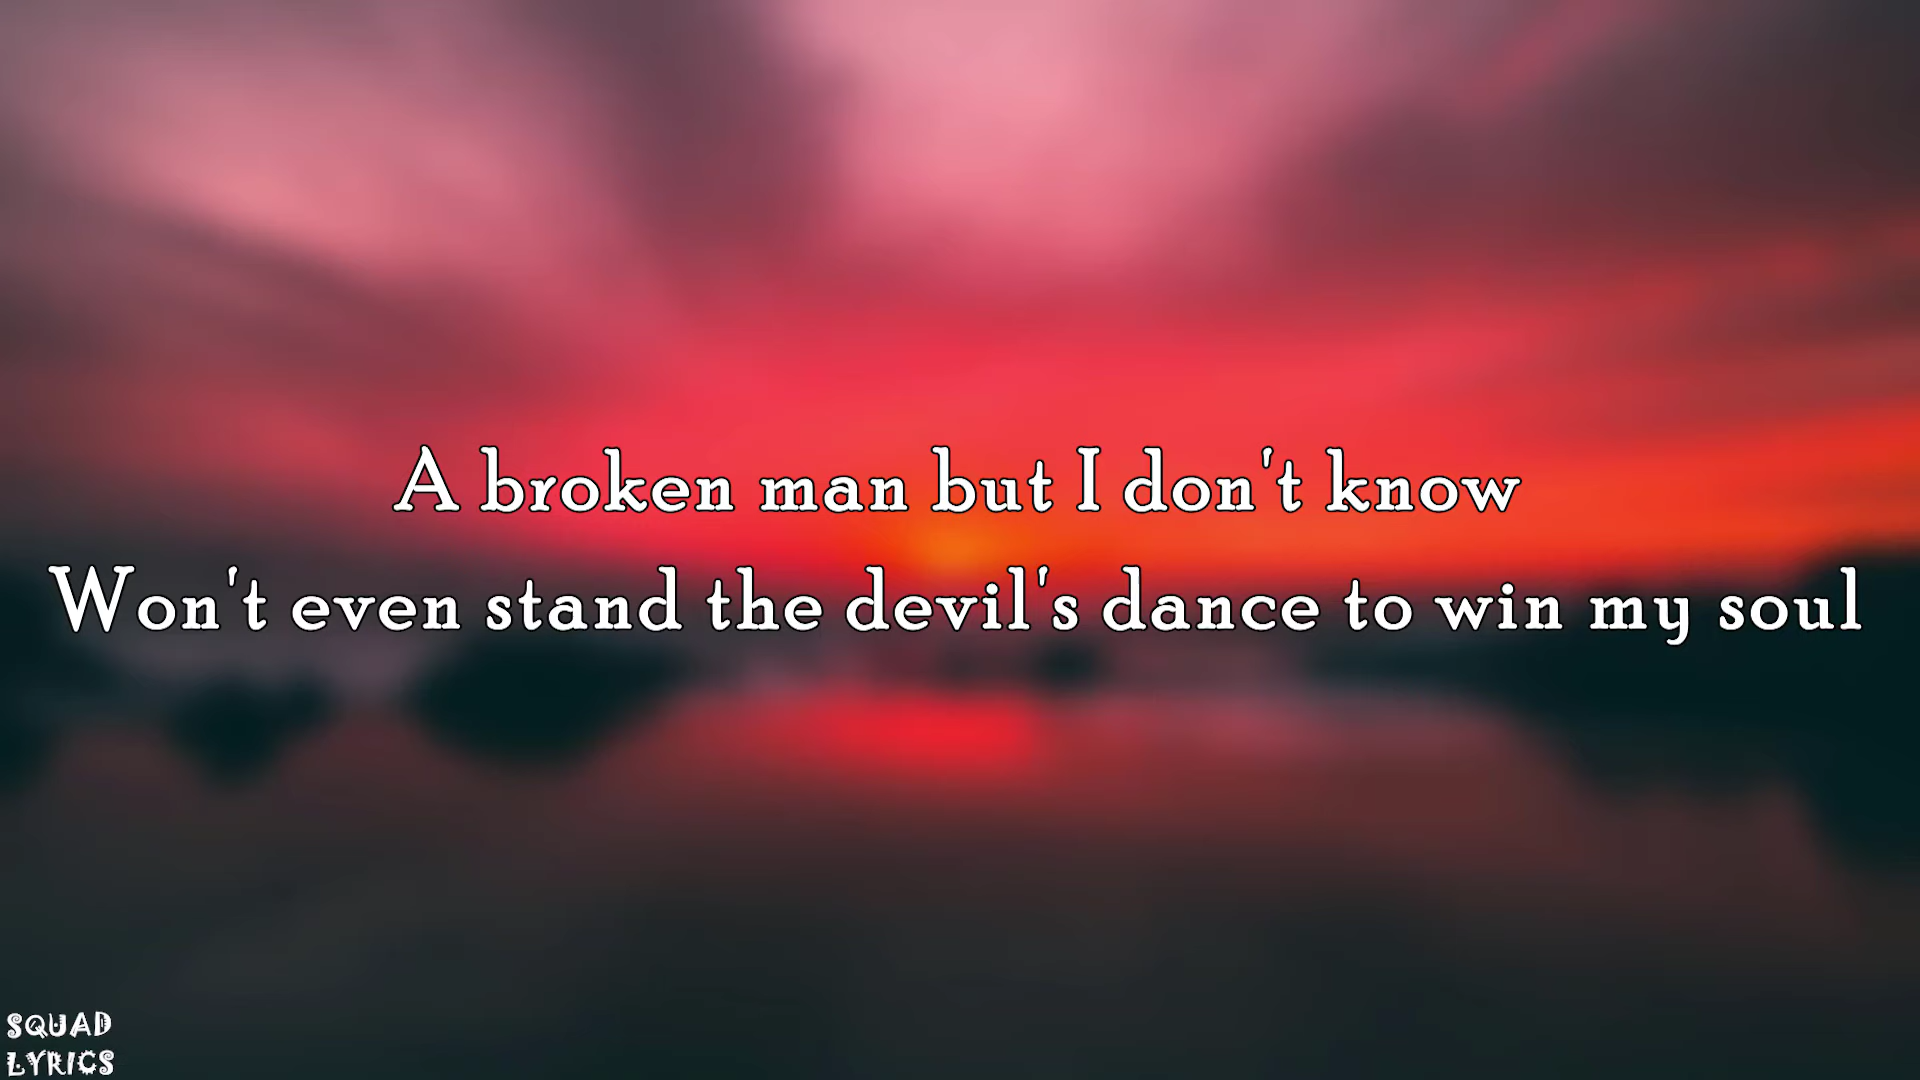 A broken man but I don't know
Won't even stand the devil's dance to win my soul
SQUAD
LYRICS